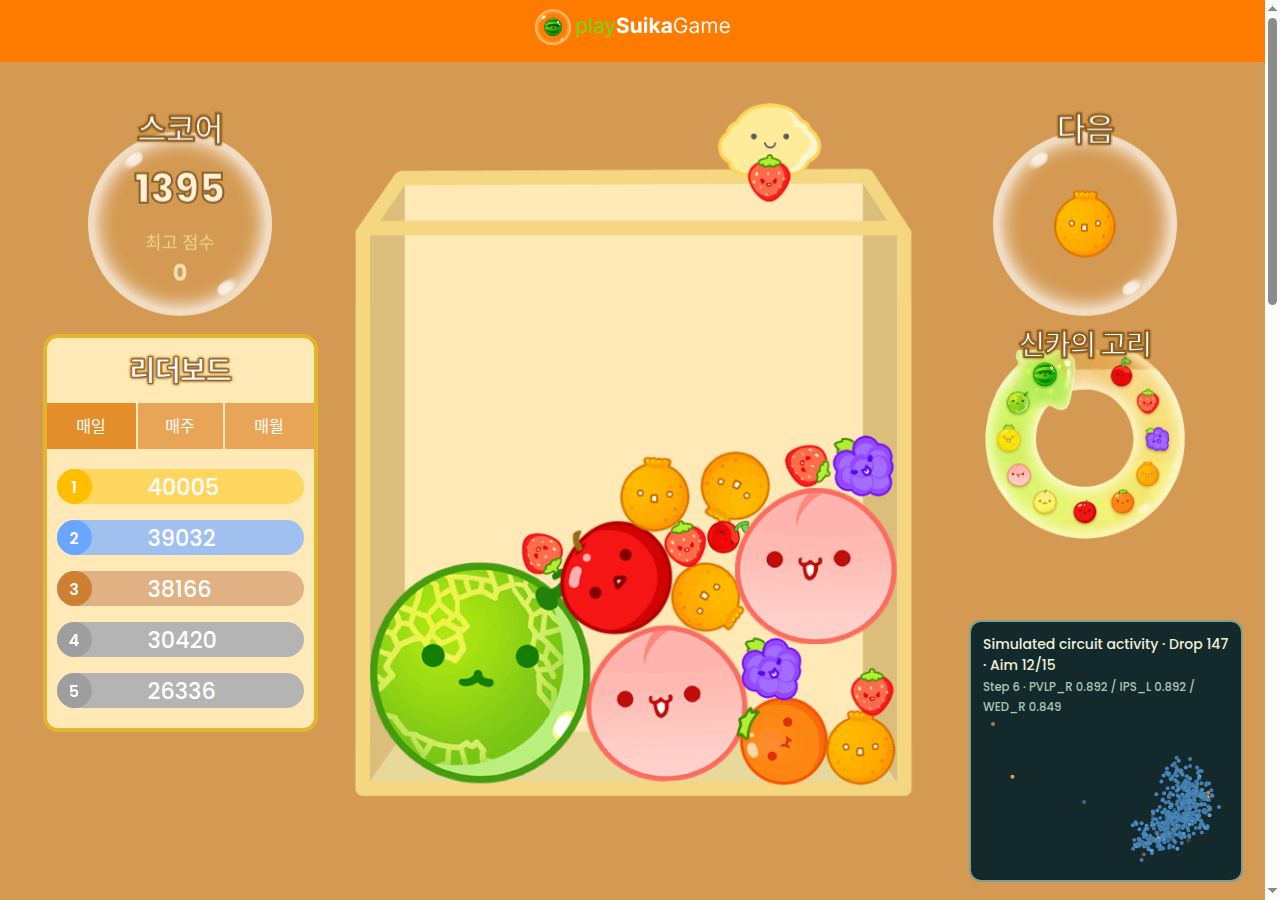 playSuikaGame
스코어
1395
최고 점수
0
다음
신카의 고리
리더보드
매일 매주 매월
1 40005
2 39032
3 38166
4 30420
5 26336
Simulated circuit activity · Drop 147
· Aim 12/15
Step 6 · PVLP_R 0.892 / IPS_L 0.892 /
WED_R 0.849